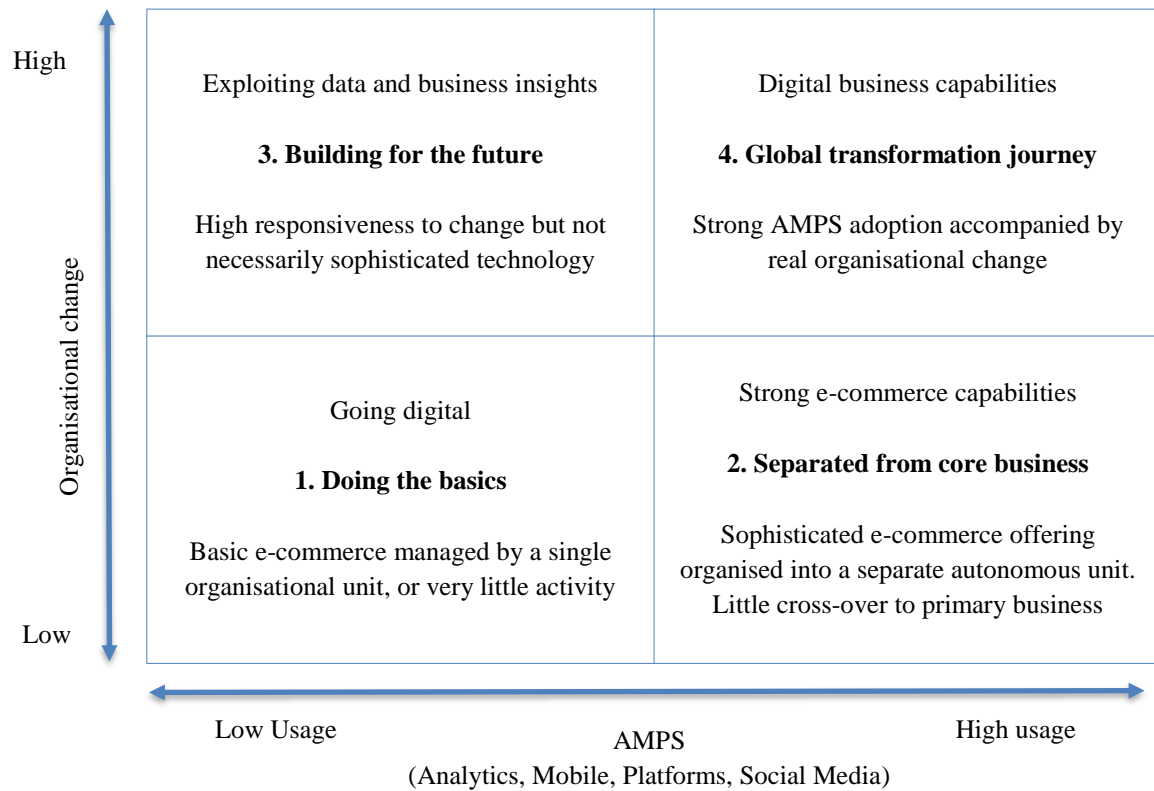 High
Exploiting data and business insights
3. Building for the future
High responsiveness to change but not
necessarily sophisticated technology
Digital business capabilities
4. Global transformation journey
Strong AMPS adoption accompanied by
real organisational change
Organisational change
Going digital
1. Doing the basics
Basic e-commerce managed by a single
organisational unit, or very little activity
Strong e-commerce capabilities
2. Separated from core business
Sophisticated e-commerce offering
organised into a separate autonomous unit.
Little cross-over to primary business
Low
Low Usage
AMPS
High usage
(Analytics, Mobile, Platforms, Social Media)